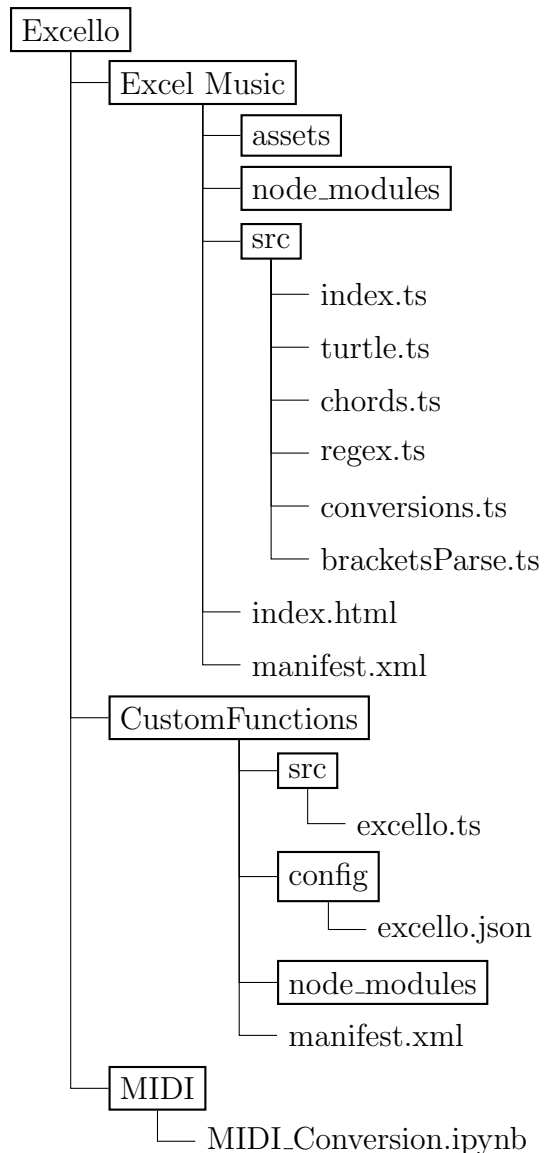 Excello
Excel Music
assets
node_modules
src
index.ts
turtle.ts
chords.ts
regex.ts
conversions.ts
bracketsParse.ts
index.html
manifest.xml
CustomFunctions
src
excello.ts
config
excello.json
node_modules
manifest.xml
MIDI
MIDI_Conversion.ipynb